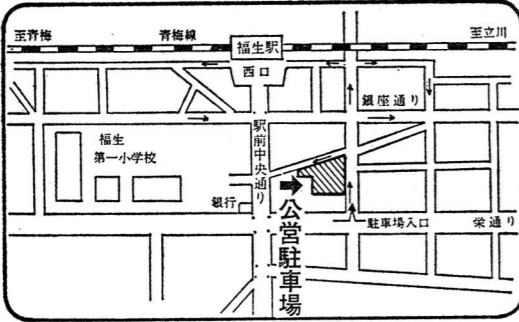 至青梅
青梅線
福生駅
至立川
西口
銀座通り
福生
第一小学校
駅前中央通り
銀行
公営駐車場
駐車場入口
栄通り